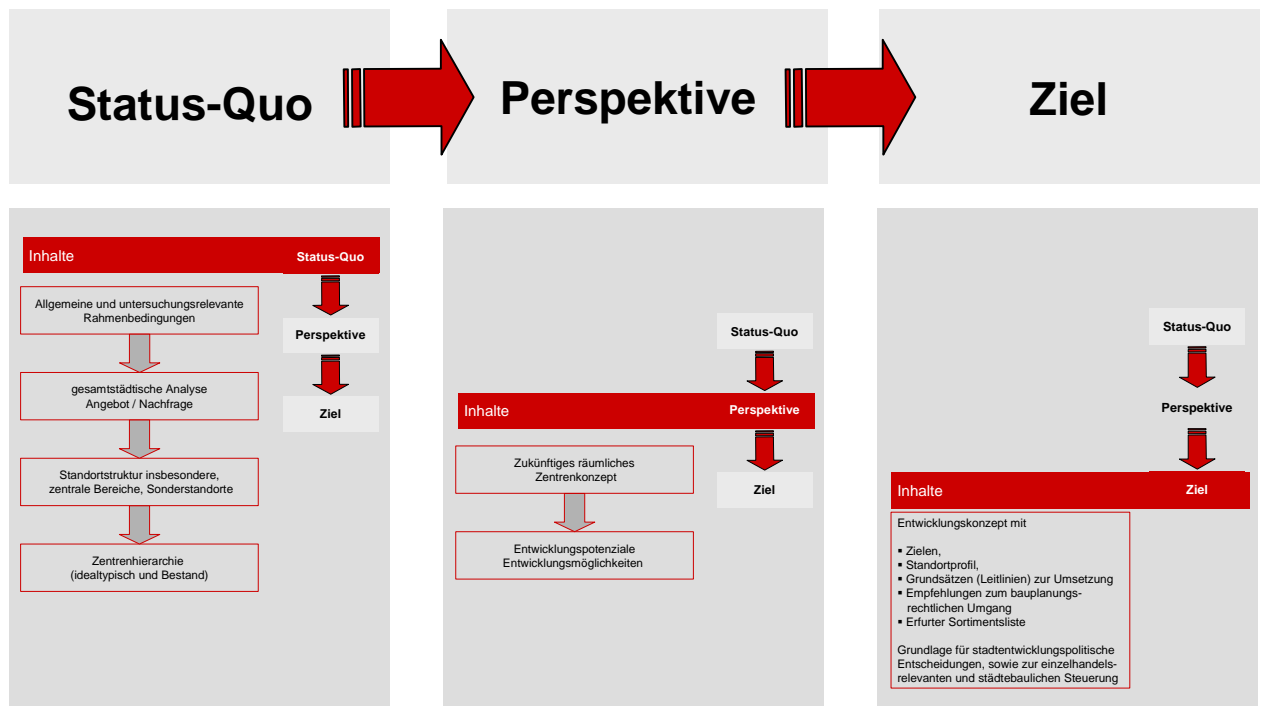 Status-Quo
Perspektive
Ziel
Inhalte
Status-Quo
Allgemeine und untersuchungsrelevante
Rahmenbedingungen
gesamtstädtische Analyse
Angebot / Nachfrage
Standortstruktur insbesondere,
zentrale Bereiche, Sonderstandorte
Zentrenhierarchie
(idealtypisch und Bestand)
Perspektive
Ziel
Status-Quo
Inhalte
Perspektive
Zukünftiges räumliches
Zentrenkonzept
Entwicklungspotenziale
Entwicklungsmöglichkeiten
Ziel
Status-Quo
Perspektive
Inhalte
Ziel
Entwicklungskonzept mit
▪ Zielen,
▪ Standortprofil,
▪ Grundsätzen (Leitlinien) zur Umsetzung
▪ Empfehlungen zum bauplanungs-
rechtlichen Umgang
▪ Erfurter Sortimentsliste
Grundlage für stadtentwicklungspolitische
Entscheidungen, sowie zur einzelhandels-
relevanten und städtebaulichen Steuerung